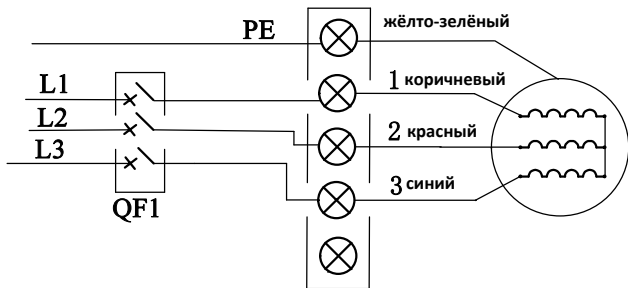 PE
жёлто-зелёный
L1
1 коричневый
L2
2 красный
L3
3 синий
QF1